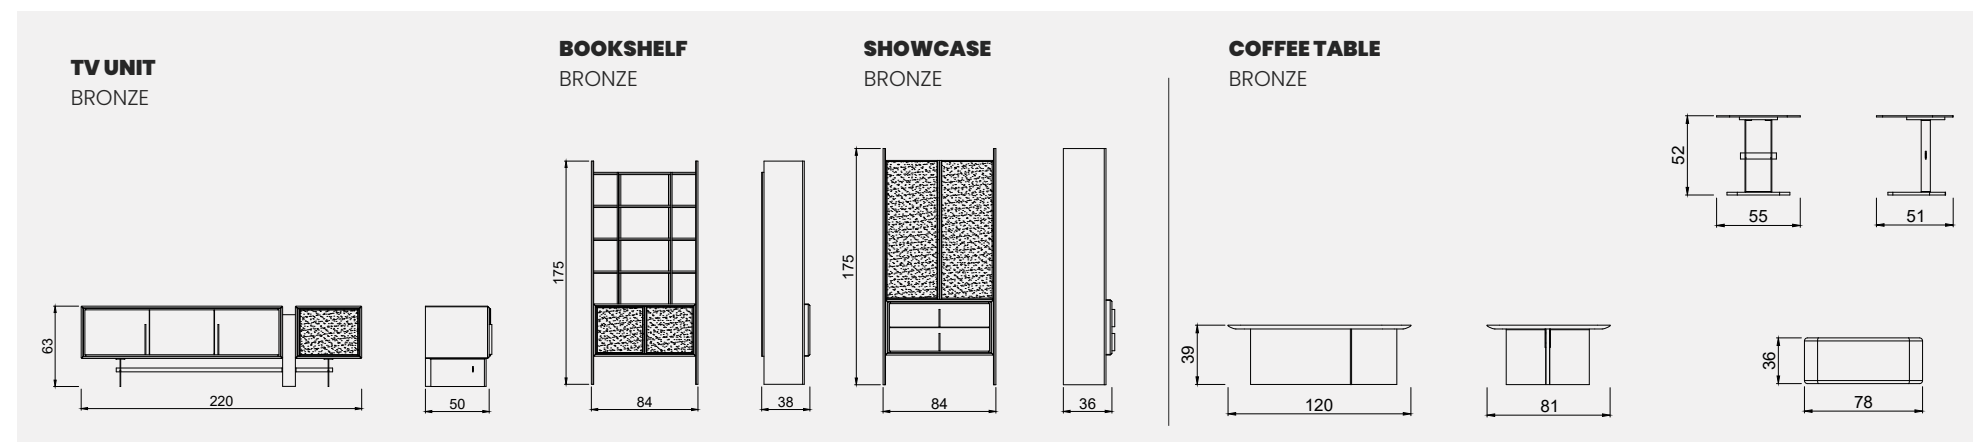 TV UNIT
BRONZE
63
220
50
BOOKSHELF
BRONZE
175
84
38
SHOWCASE
BRONZE
175
84
36
COFFEE TABLE
BRONZE
39
120
81
52
55
51
36
78